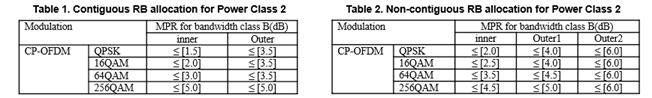 Table 1. Contiguous RB allocation for Power Class 2
Modulation MPR for bandwidth class B(dB)
inner Outer
CP-OFDM QPSK ≤ [1.5] ≤ [3.5]
16QAM ≤ [2.0] ≤ [3.5]
64QAM ≤ [3.0] ≤ [3.5]
256QAM ≤ [5.0] ≤ [5.0]
Table 2. Non-contiguous RB allocation for Power Class 2
Modulation MPR for bandwidth class B(dB)
inner Outer1 Outer2
CP-OFDM QPSK ≤ [2.0] ≤ [4.0] ≤ [6.0]
16QAM ≤ [2.5] ≤ [4.0] ≤ [6.0]
64QAM ≤ [3.5] ≤ [4.5] ≤ [6.0]
256QAM ≤ [4.5] ≤ [5.0] ≤ [6.0]